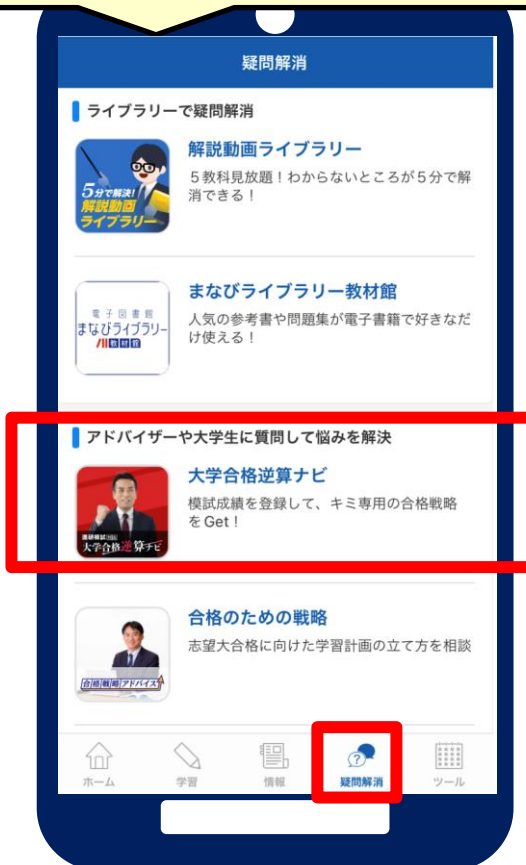 疑問解消
ライブラリーで疑問解消
5分で解決!
解説動画
ライブラリー
解説動画ライブラリー
5教科見放題!わからないところが5分で解
消できる!
電子図書館
まなびライブラリー
教材館
まなびライブラリー教材館
人気の参考書や問題集が電子書籍で好きなだ
け使える!
アドバイザーや大学生に質問して悩みを解決
進研模試
大学合格逆算ナビ
大学合格逆算ナビ
模試成績を登録して、キミ専用の合格戦略
をGet!
合格戦略アドバイス
合格のための戦略
志望大合格に向けた学習計画の立て方を相談
ホーム
学習
情報
疑問解消
ツール